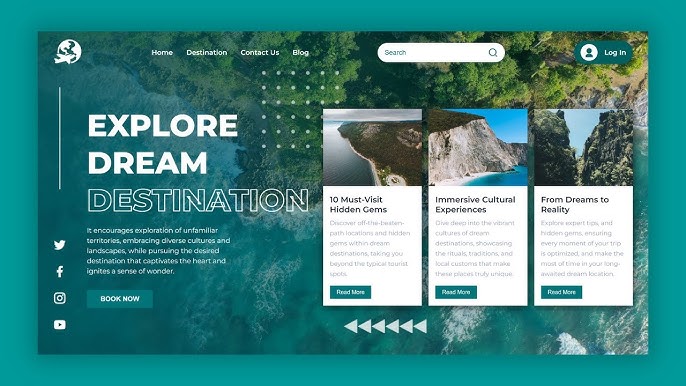 Home Destination Contact Us Blog
Search
Log In
EXPLORE
DREAM
DESTINATION
It encourages exploration of unfamiliar
territories, embracing diverse cultures and
landscapes, while pursuing the desired
destination that captivates the heart and
ignites a sense of wonder.
BOOK NOW
10 Must-Visit
Hidden Gems
Discover off-the-beaten-
path locations and hidden
gems within dream
destinations, taking you
beyond the typical tourist
spots.
Read More
Immersive Cultural
Experiences
Dive deep into the vibrant
cultures of dream
destinations, showcasing
the rituals, traditions, and
local customs that make
these places truly unique.
Read More
From Dreams to
Reality
Explore expert tips, and
hidden gems, ensuring
every moment of your trip
is optimized, and make the
most of time in your long-
awaited dream location.
Read More